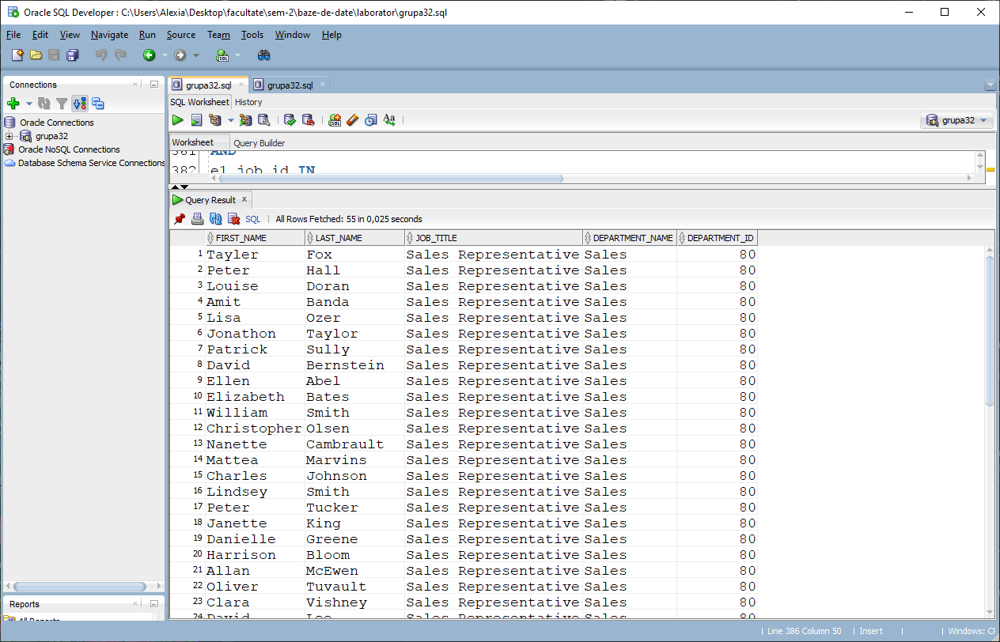 Oracle SQL Developer : C:\Users\Alexia\Desktop\facultate\sem-2\baze-de-date\laborator\grupa32.sql
File Edit View Navigate Run Source Team Tools Window Help
Connections
Oracle Connections
grupa32
Oracle NoSQL Connections
Database Schema Service Connections
Reports
All Reports
grupa32.sql grupa32.sql
SQL Worksheet History
grupa32
Worksheet Query Builder
381 AND
382 e1 job id IN
Query Result
SQL All Rows Fetched: 55 in 0,025 seconds
FIRST_NAME LAST_NAME JOB_TITLE DEPARTMENT_NAME DEPARTMENT_ID
1 Tayler Fox Sales Representative Sales 80
2 Peter Hall Sales Representative Sales 80
3 Louise Doran Sales Representative Sales 80
4 Amit Banda Sales Representative Sales 80
5 Lisa Ozer Sales Representative Sales 80
6 Jonathon Taylor Sales Representative Sales 80
7 Patrick Sully Sales Representative Sales 80
8 David Bernstein Sales Representative Sales 80
9 Ellen Abel Sales Representative Sales 80
10 Elizabeth Bates Sales Representative Sales 80
11 William Smith Sales Representative Sales 80
12 Christopher Olsen Sales Representative Sales 80
13 Nanette Cambrault Sales Representative Sales 80
14 Mattea Marvins Sales Representative Sales 80
15 Charles Johnson Sales Representative Sales 80
16 Lindsey Smith Sales Representative Sales 80
17 Peter Tucker Sales Representative Sales 80
18 Janette King Sales Representative Sales 80
19 Danielle Greene Sales Representative Sales 80
20 Harrison Bloom Sales Representative Sales 80
21 Allan McEwen Sales Representative Sales 80
22 Oliver Tuvault Sales Representative Sales 80
23 Clara Vishney Sales Representative Sales 80
24 David Lee Sales Representative Sales 80
Line 386 Column 50 Insert Windows: CF